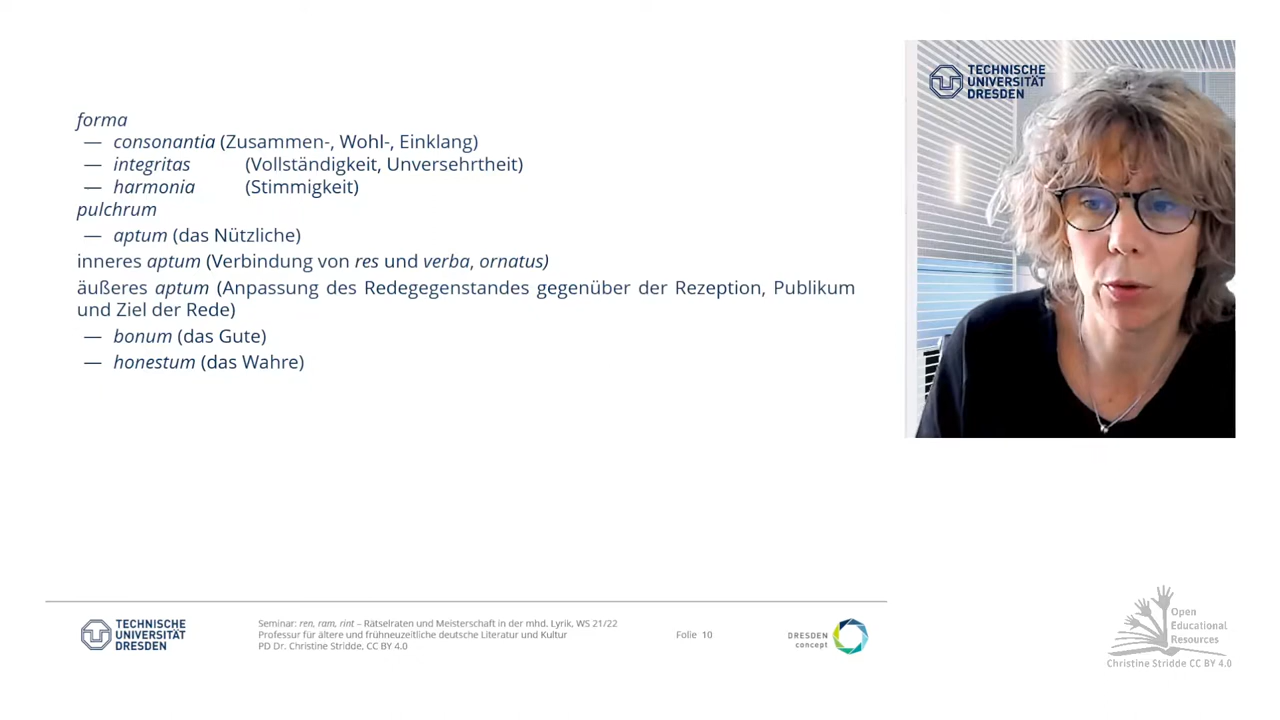 forma
— consonantia (Zusammen-, Wohl-, Einklang)
— integritas (Vollständigkeit, Unversehrtheit)
— harmonia (Stimmigkeit)
pulchrum
— aptum (das Nützliche)
inneres aptum (Verbindung von res und verba, ornatus)
äußeres aptum (Anpassung des Redegegenstandes gegenüber der Rezeption, Publikum
und Ziel der Rede)
— bonum (das Gute)
— honestum (das Wahre)
TECHNISCHE
UNIVERSITÄT
DRESDEN
TECHNISCHE
UNIVERSITÄT
DRESDEN
Seminar: ren, ram, rint – Rätselraten und Meisterschaft in der mhd. Lyrik, WS 21/22
Professur für ältere und frühneuzeitliche deutsche Literatur und Kultur
PD Dr. Christine Stridde, CC BY 4.0
Folie 10
DRESDEN
concept
Open
Educational
Resources
Christine Stridde CC BY 4.0